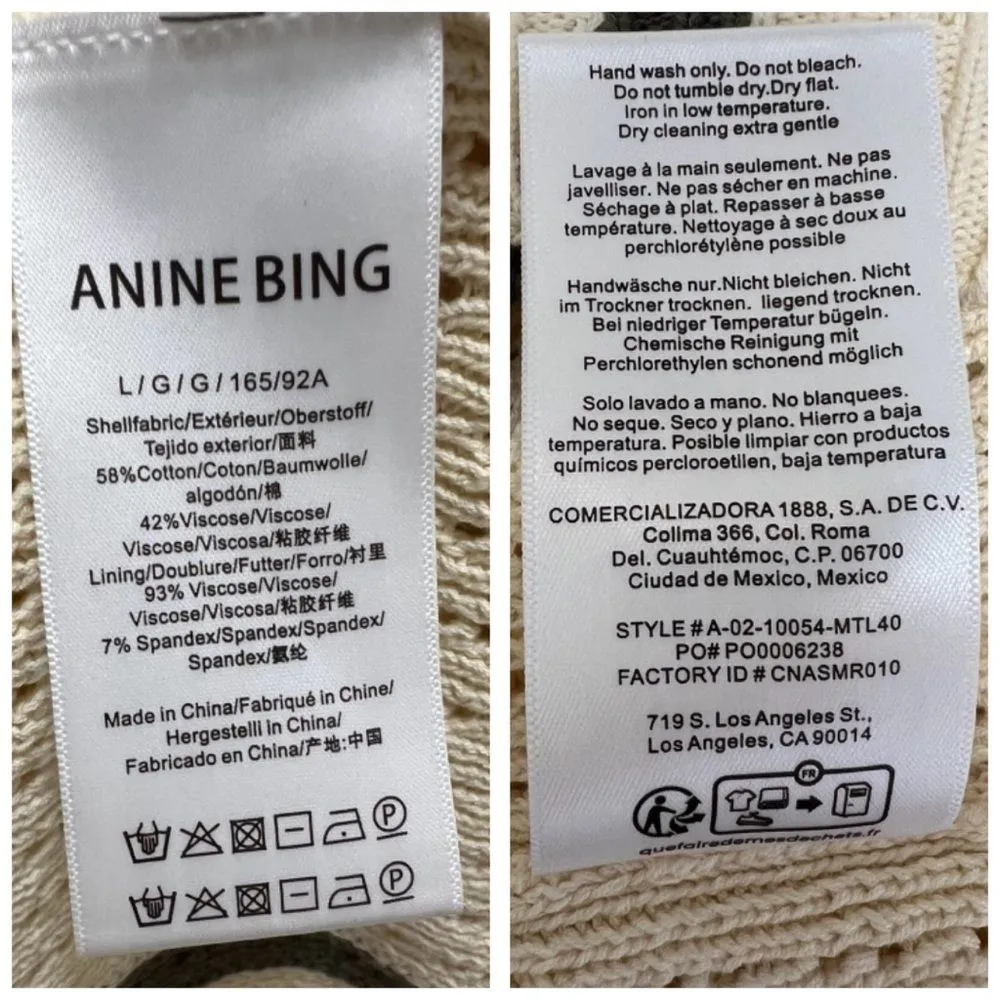 ANINE BING
L/G/G/165/92A
Shellfabric/Extérieur/Oberstoff/
Tejido exterior/面料
58%Cotton/Coton/Baumwolle/
algodón/棉
42%Viscose/Viscose/
Viscose/Viscosa/粘胶纤维
Lining/Doublure/Futter/Forro/衬里
93% Viscose/Viscose/
Viscose/Viscosa/粘胶纤维
7% Spandex/Spandex/Spandex/
Spandex/氨纶
Made in China/Fabriqué in Chine/
Hergestelli in China/
Fabricado en China/产地:中国
P
P
Hand wash only. Do not bleach.
Do not tumble dry.Dry flat.
Iron in low temperature.
Dry cleaning extra gentle
Lavage à la main seulement. Ne pas
javelliser. Ne pas sécher en machine.
Séchage à plat. Repasser à basse
température. Nettoyage à sec doux au
perchlorétylène possible
Handwäsche nur.Nicht bleichen. Nicht
im Trockner trocknen. liegend trocknen.
Bei niedriger Temperatur bügeln.
Chemische Reinigung mit
Perchlorethylen schonend möglich
Solo lavado a mano. No blanquees.
No seque. Seco y plano. Hierro a baja
temperatura. Posible limpiar con productos
químicos percloroetilen, baja temperatura
COMERCIALIZADORA 1888, S.A. DE C.V.
Colima 366, Col. Roma
Del. Cuauhtémoc, C.P. 06700
Ciudad de Mexico, Mexico
STYLE # A-02-10054-MTL40
PO# PO0006238
FACTORY ID # CNASMR010
719 S. Los Angeles St.,
Los Angeles, CA 90014
FR
quefairedemesdechets.fr